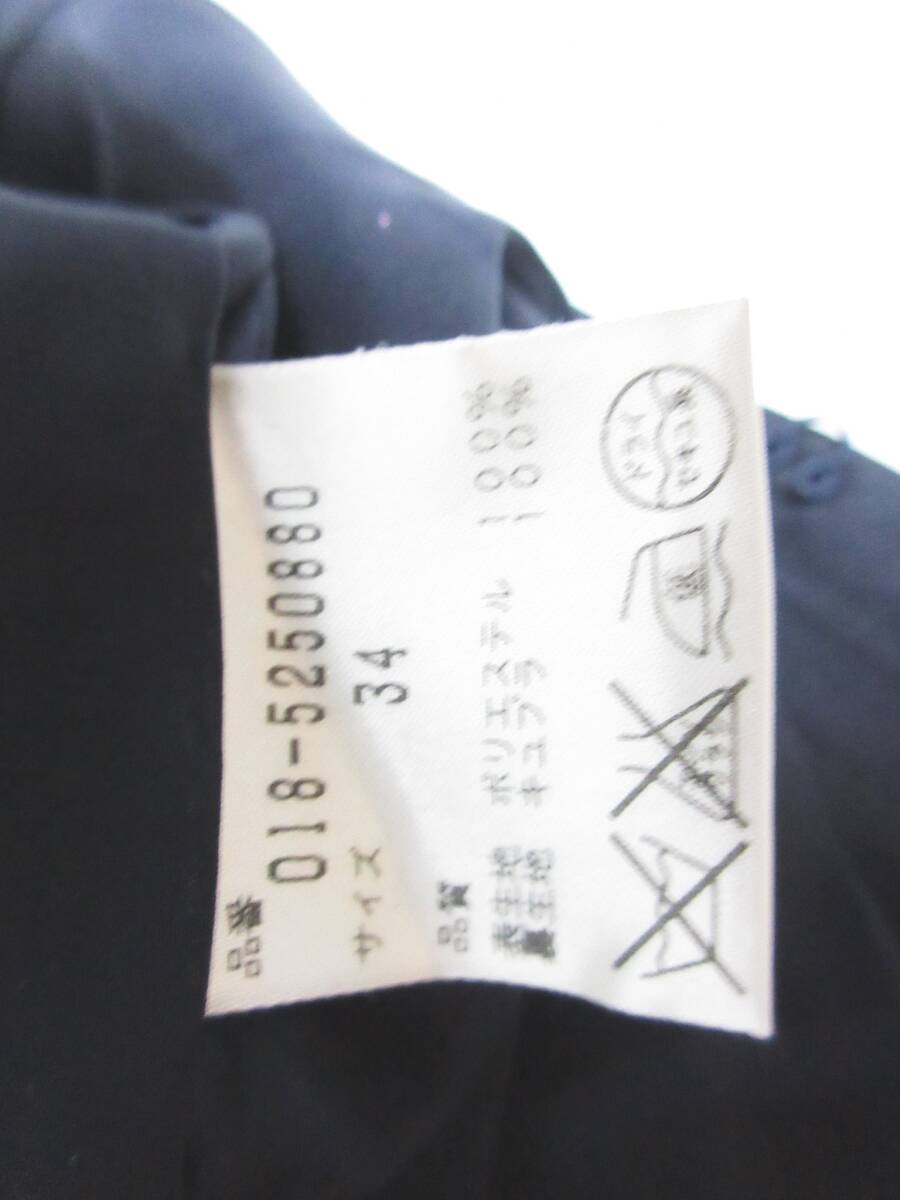 品番
018-5250880
サイズ
34
品質
表生地 ポリエステル 100%
裏生地 キュプラ 100%
ドライ